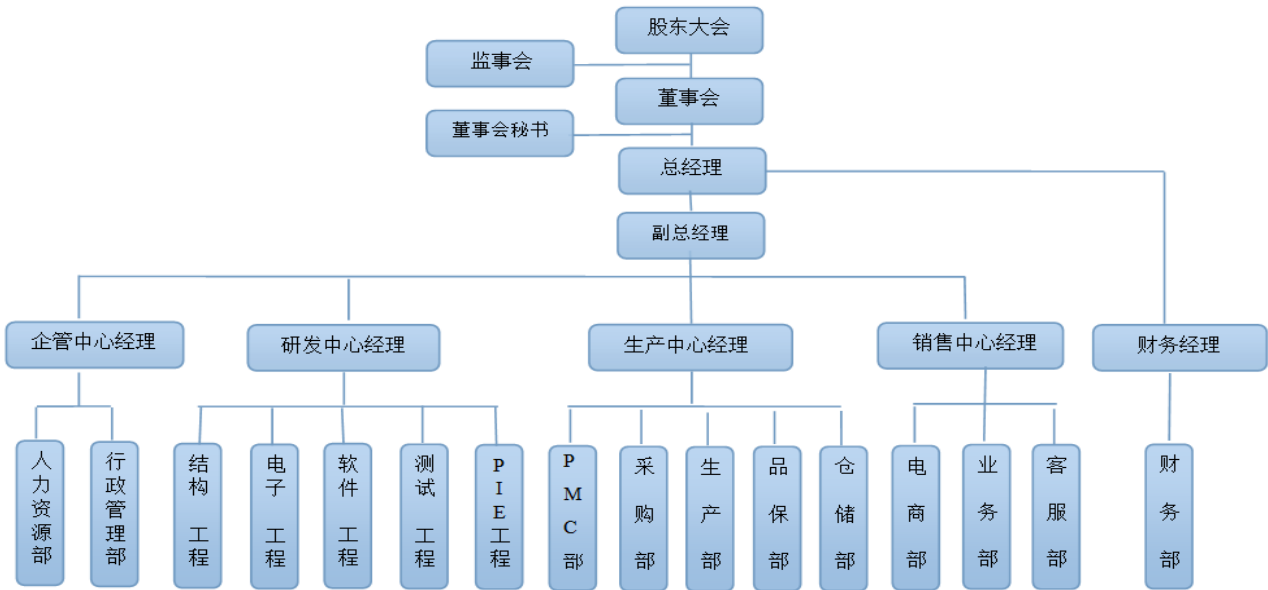 股东大会
监事会
董事会
董事会秘书
总经理
副总经理
企管中心经理
研发中心经理
生产中心经理
销售中心经理
财务经理
人力资源部
行政管理部
结构 工程
电子 工程
软件 工程
测试 工程
PIE工程
PMC部
采购部
生产部
品保部
仓储部
电商部
业务部
客服部
财务部